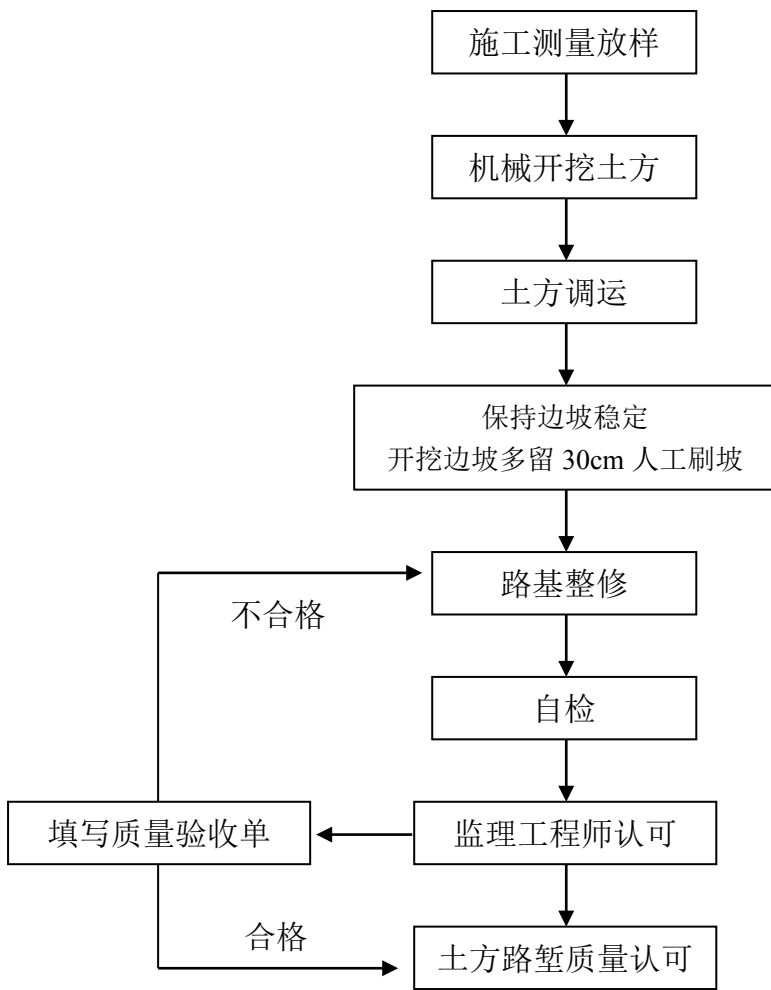 施工测量放样
机械开挖土方
土方调运
保持边坡稳定
开挖边坡多留 30cm 人工刷坡
路基整修
不合格
自检
填写质量验收单
监理工程师认可
合格
土方路堑质量认可